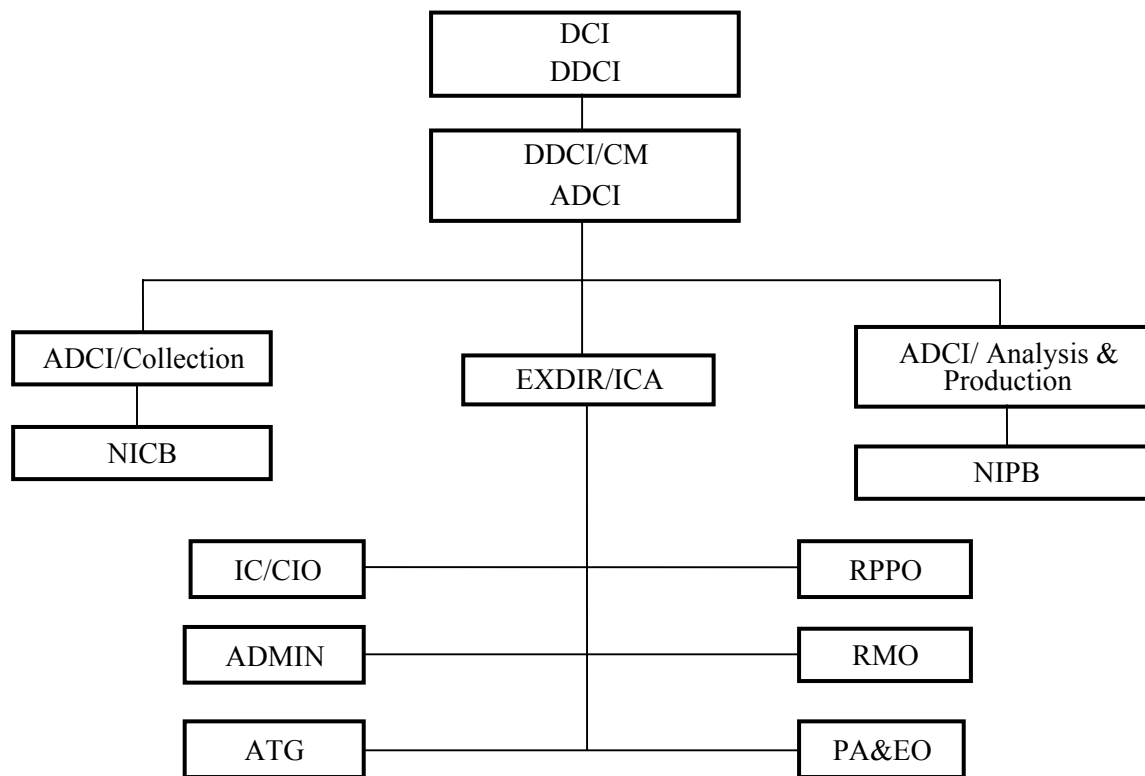 DCI
DDCI
DDCI/CM
ADCI
ADCI/Collection
EXDIR/ICA
ADCI/ Analysis &
Production
NICB
NIPB
IC/CIO
RPPO
ADMIN
RMO
ATG
PA&EO